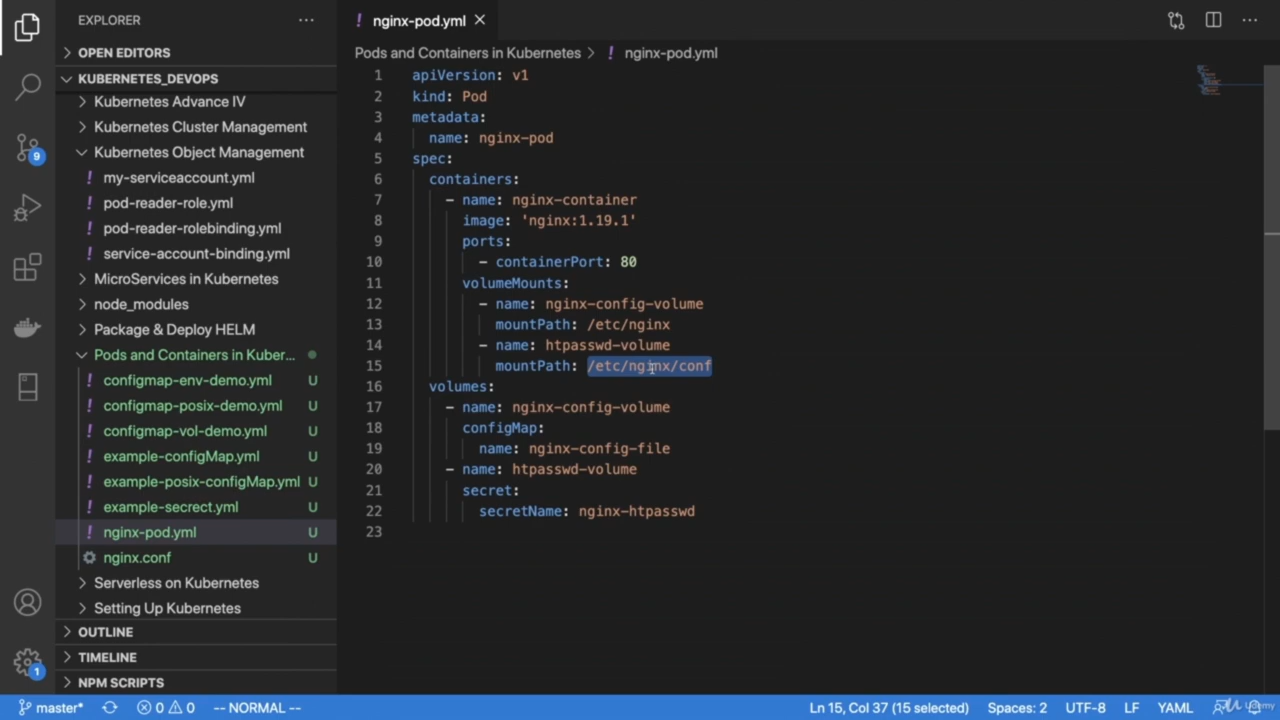 EXPLORER
nginx-pod.yml
OPEN EDITORS
KUBERNETES_DEVOPS
Kubernetes Advance IV
Kubernetes Cluster Management
Kubernetes Object Management
my-serviceaccount.yml
pod-reader-role.yml
pod-reader-rolebinding.yml
service-account-binding.yml
MicroServices in Kubernetes
node_modules
Package & Deploy HELM
Pods and Containers in Kuber...
configmap-env-demo.yml U
configmap-posix-demo.yml U
configmap-vol-demo.yml U
example-configMap.yml U
example-posix-configMap.yml U
example-secrect.yml U
nginx-pod.yml U
nginx.conf U
Serverless on Kubernetes
Setting Up Kubernetes
OUTLINE
TIMELINE
NPM SCRIPTS
9
1
Pods and Containers in Kubernetes > ! nginx-pod.yml
1 apiVersion: v1
2 kind: Pod
3 metadata:
4 name: nginx-pod
5 spec:
6 containers:
7 - name: nginx-container
8 image: 'nginx:1.19.1'
9 ports:
10 - containerPort: 80
11 volumeMounts:
12 - name: nginx-config-volume
13 mountPath: /etc/nginx
14 - name: htpasswd-volume
15 mountPath: /etc/nginx/conf
16 volumes:
17 - name: nginx-config-volume
18 configMap:
19 name: nginx-config-file
20 - name: htpasswd-volume
21 secret:
22 secretName: nginx-htpasswd
23
master* 0 0 -- NORMAL -- Ln 15, Col 37 (15 selected) Spaces: 2 UTF-8 LF YAML Udemy